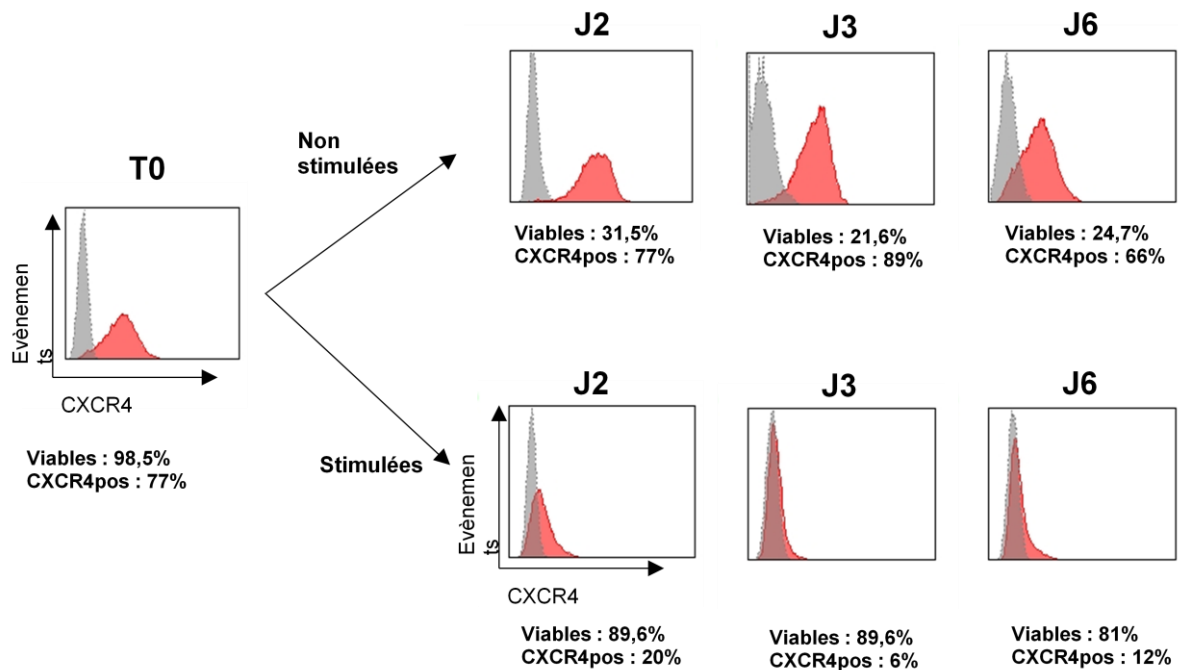 T0
Evènemen
ts
CXCR4
Viables : 98,5%
CXCR4pos : 77%
Non
stimulées
J2
Viables : 31,5%
CXCR4pos : 77%
J3
Viables : 21,6%
CXCR4pos : 89%
J6
Viables : 24,7%
CXCR4pos : 66%
Stimulées
J2
Evènemen
ts
CXCR4
Viables : 89,6%
CXCR4pos : 20%
J3
Viables : 89,6%
CXCR4pos : 6%
J6
Viables : 81%
CXCR4pos : 12%